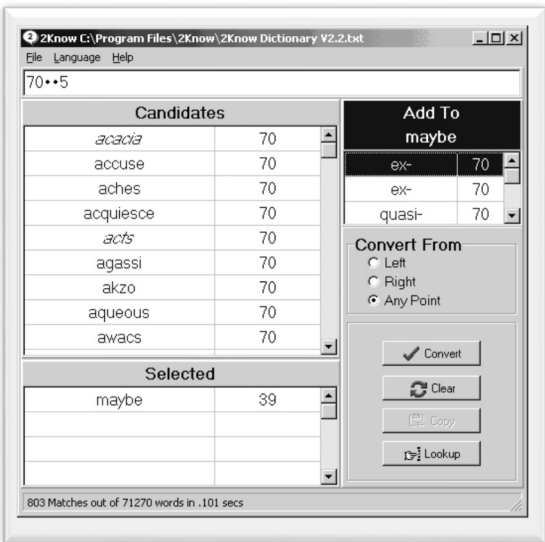 2Know C:\Program Files\2Know\2Know Dictionary V2.2.txt
File Language Help
70••5
Candidates
acacia 70
accuse 70
aches 70
acquiesce 70
acts 70
agassi 70
akzo 70
aqueous 70
awacs 70
Selected
maybe 39
Add To
maybe
ex- 70
ex- 70
quasi- 70
Convert From
Left
Right
Any Point
Convert
Clear
Copy
Lookup
803 Matches out of 71270 words in .101 secs